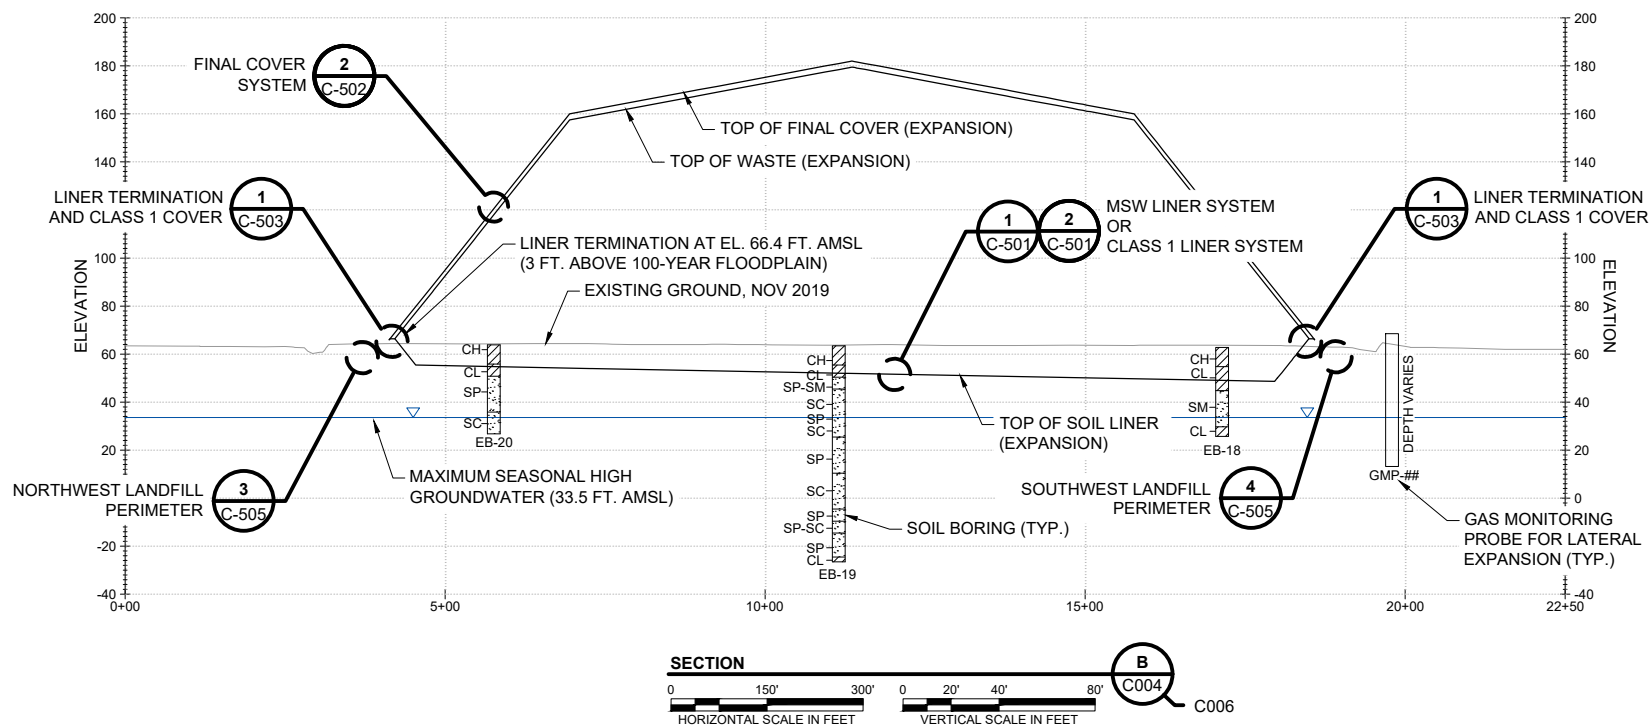 200
180
160
140
100
80
60
40
20
0
-20
-40
ELEVATION
200
180
160
140
100
80
60
40
20
0
-20
-40
ELEVATION
0+00
5+00
10+00
15+00
20+00
22+50
FINAL COVER
SYSTEM
2
C-502
LINER TERMINATION
AND CLASS 1 COVER
1
C-503
TOP OF FINAL COVER (EXPANSION)
TOP OF WASTE (EXPANSION)
LINER TERMINATION AT EL. 66.4 FT. AMSL
(3 FT. ABOVE 100-YEAR FLOODPLAIN)
EXISTING GROUND, NOV 2019
1
C-501
2
C-501
MSW LINER SYSTEM
OR
CLASS 1 LINER SYSTEM
1
C-503
LINER TERMINATION
AND CLASS 1 COVER
CH
CL
SP
SC
EB-20
CH
CL
SP-SM
SC
SP
SC
SP
SC
SP
SP-SC
SP
CL
EB-19
CH
CL
SM
CL
EB-18
DEPTH VARIES
GMP-##
TOP OF SOIL LINER
(EXPANSION)
MAXIMUM SEASONAL HIGH
GROUNDWATER (33.5 FT. AMSL)
NORTHWEST LANDFILL
PERIMETER
3
C-505
SOUTHWEST LANDFILL
PERIMETER
4
C-505
SOIL BORING (TYP.)
GAS MONITORING
PROBE FOR LATERAL
EXPANSION (TYP.)
SECTION
B
C004
C006
0 150' 300'
HORIZONTAL SCALE IN FEET
0 20' 40' 80'
VERTICAL SCALE IN FEET